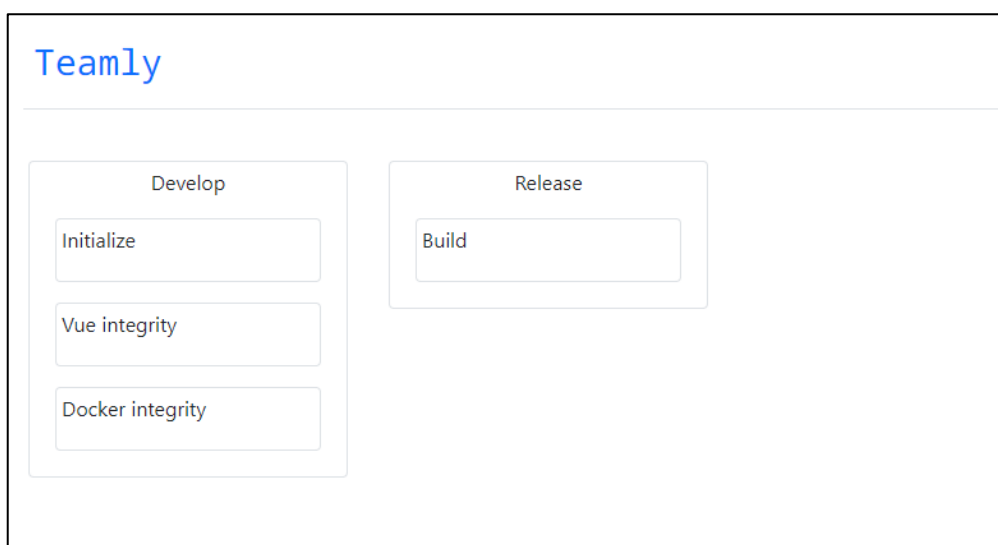 Teamly
Develop
Initialize
Vue integrity
Docker integrity
Release
Build